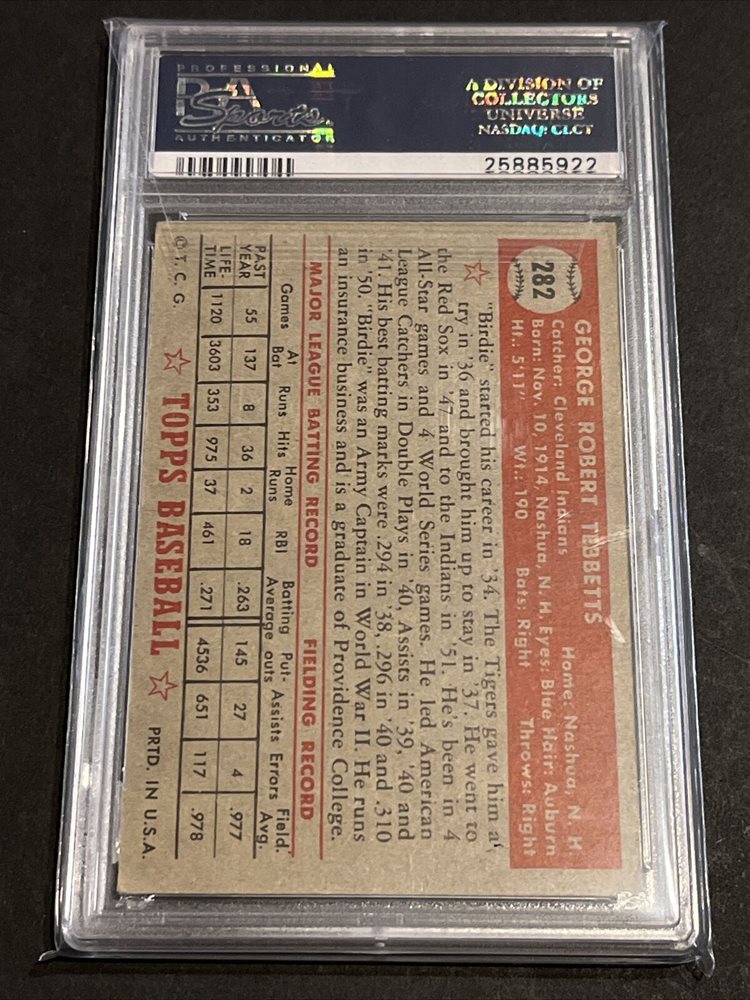 PROFESSIONAL
PSA
Sports
AUTHENTICATOR
A DIVISION OF
COLLECTORS
UNIVERSE
NASDAQ: CLCT
25885922
282
GEORGE ROBERT TEBBETTS
Catcher: Cleveland Indians Home: Nashua, N. H.
Born: Nov. 10, 1914, Nashua, N. H. Eyes: Blue Hair: Auburn
Ht.: 5'11" Wt.: 190 Bats: Right Throws: Right
"Birdie" started his career in '34. The Tigers gave him a
try in '36 and brought him up to stay in '37. He went to
the Red Sox in '47 and to the Indians in '51. He's been in 4
All-Star games and 4 World Series games. He led American
League Catchers in Double Plays in '40, Assists in '39, '40 and
'41. His best batting marks were .294 in '38, .296 in '40 and .310
in '50. "Birdie" was an Army Captain in World War II. He runs
an insurance business and is a graduate of Providence College.
MAJOR LEAGUE BATTING RECORD FIELDING RECORD
Games At Bat Runs Hits Home Runs RBI Batting Average Put-outs Assists Errors Field. Avg.
PAST YEAR 55 137 8 36 2 18 .263 145 27 4 .977
LIFE-TIME 1120 3603 353 975 37 461 .271 4536 651 117 .978
© T. C. G. TOPPS BASEBALL PRTD. IN U.S.A.